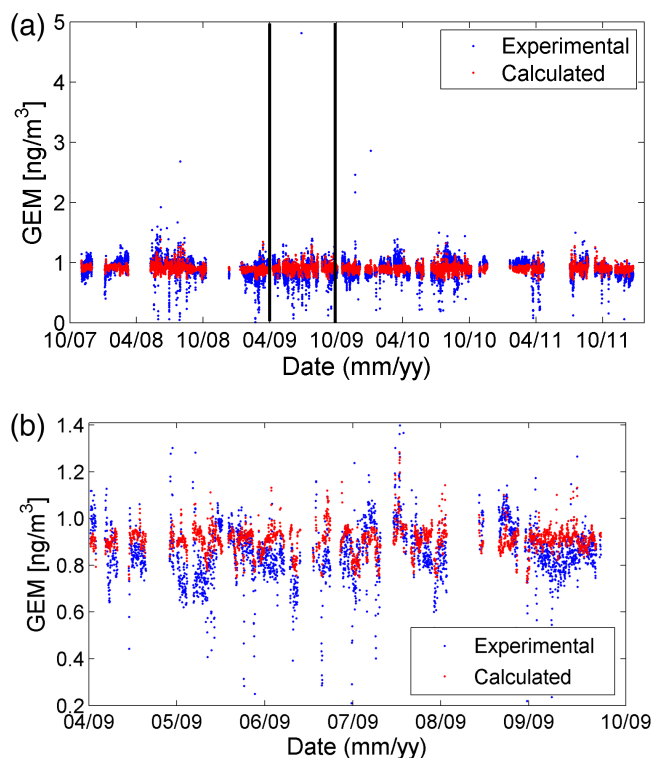 (a)
5
4
3
2
1
0
GEM [ng/m³]
Experimental
Calculated
10/07 04/08 10/08 04/09 10/09 04/10 10/10 04/11 10/11
Date (mm/yy)
(b)
1.4
1.2
1.0
0.8
0.6
0.4
0.2
GEM [ng/m³]
Experimental
Calculated
04/09 05/09 06/09 07/09 08/09 09/09 10/09
Date (mm/yy)